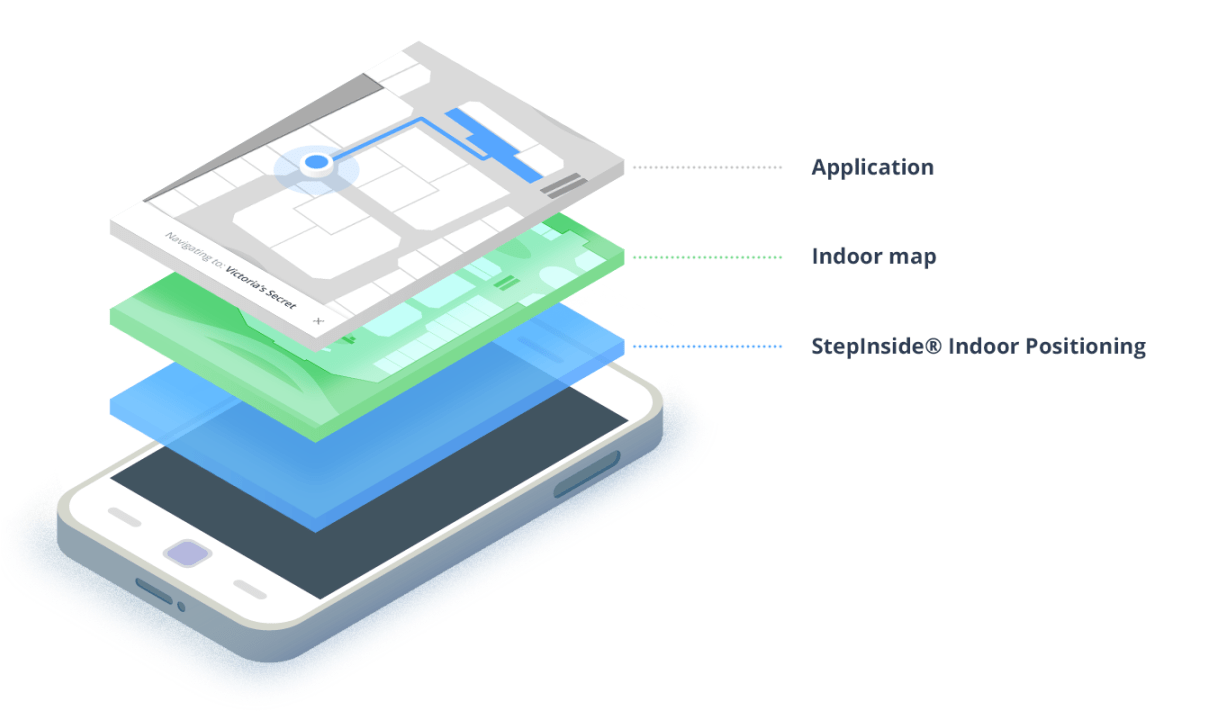 Application
Indoor map
Navigating to: Victoria's Secret
StepInside® Indoor Positioning